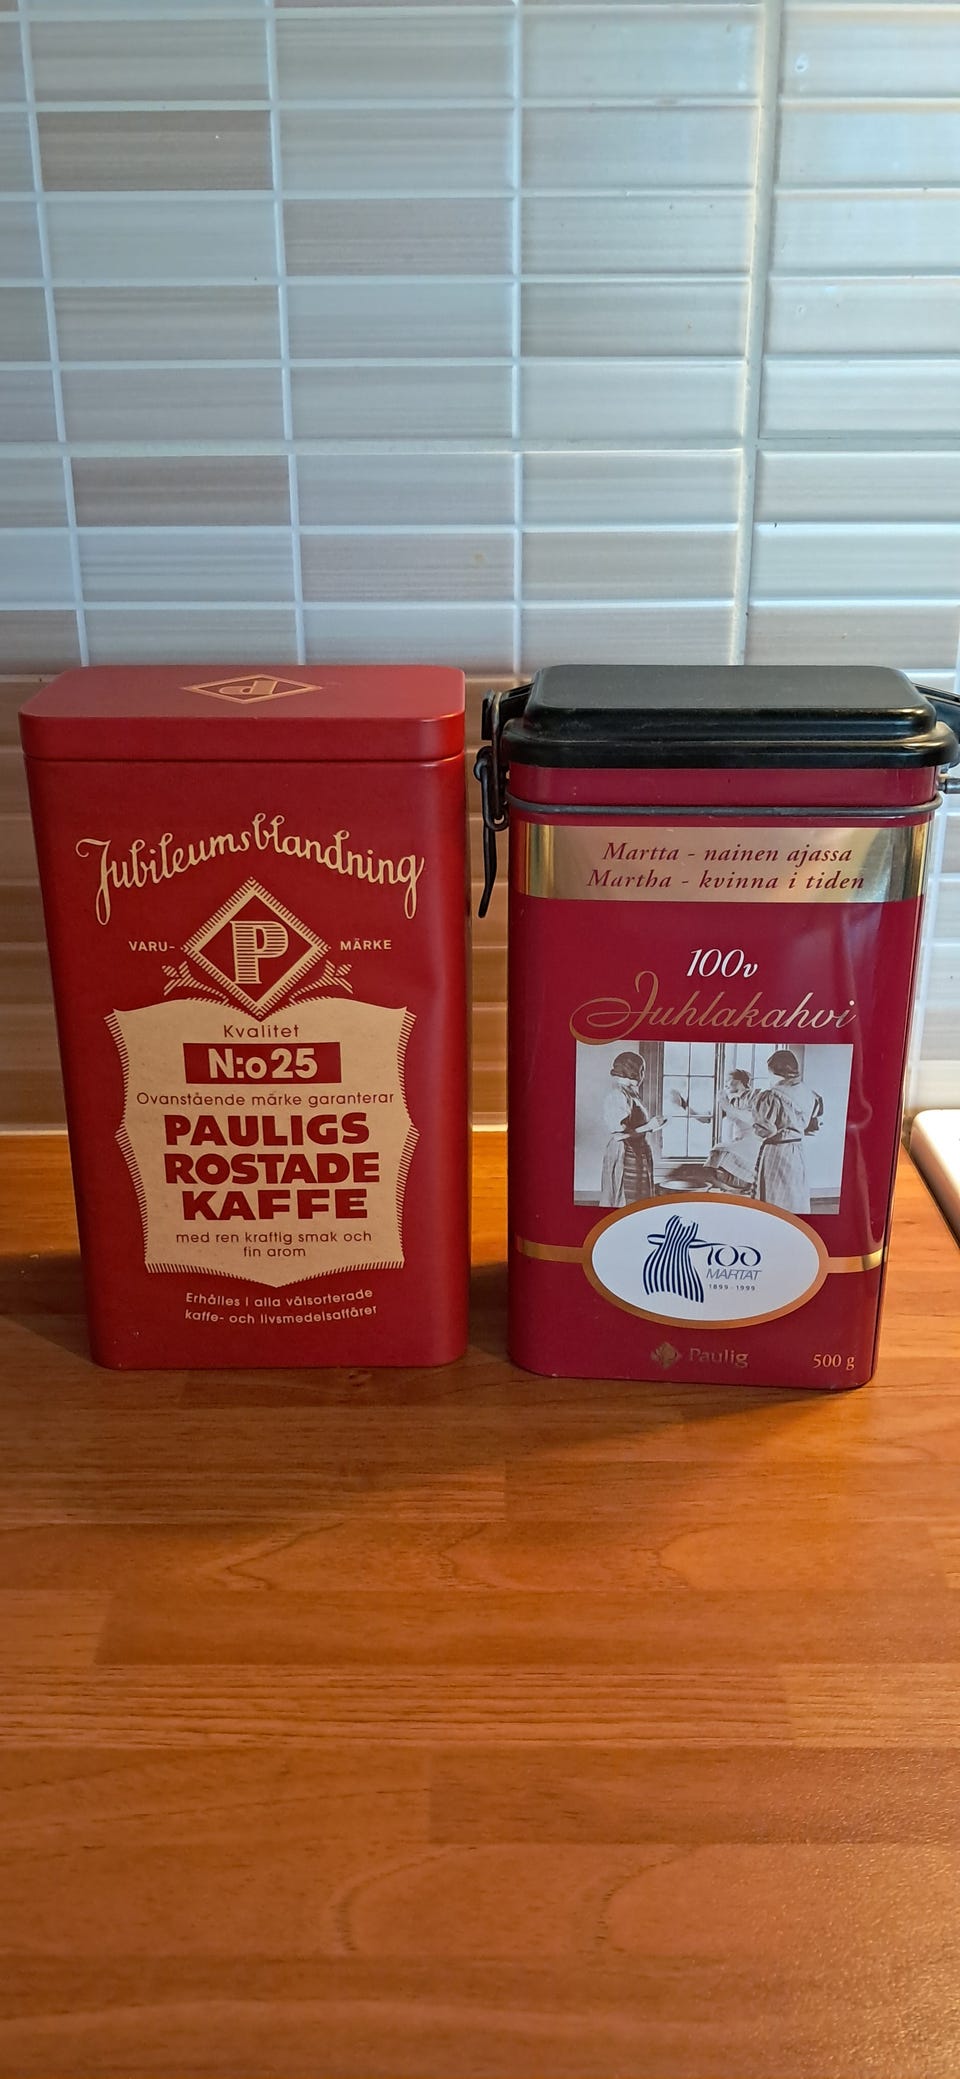 P
Jubileumsblandning
VARU- P MÄRKE
Kvalitet
N:o 25
Ovanstående märke garanterar
PAULIGS
ROSTADE
KAFFE
med ren kraftig smak och
fin arom
Erhålles i alla välsorterade
kaffe- och livsmedelsaffärer
Martta - nainen ajassa
Martha - kvinna i tiden
100v
Juhlakahvi
100
MARTAT
1899-1999
Paulig
500 g